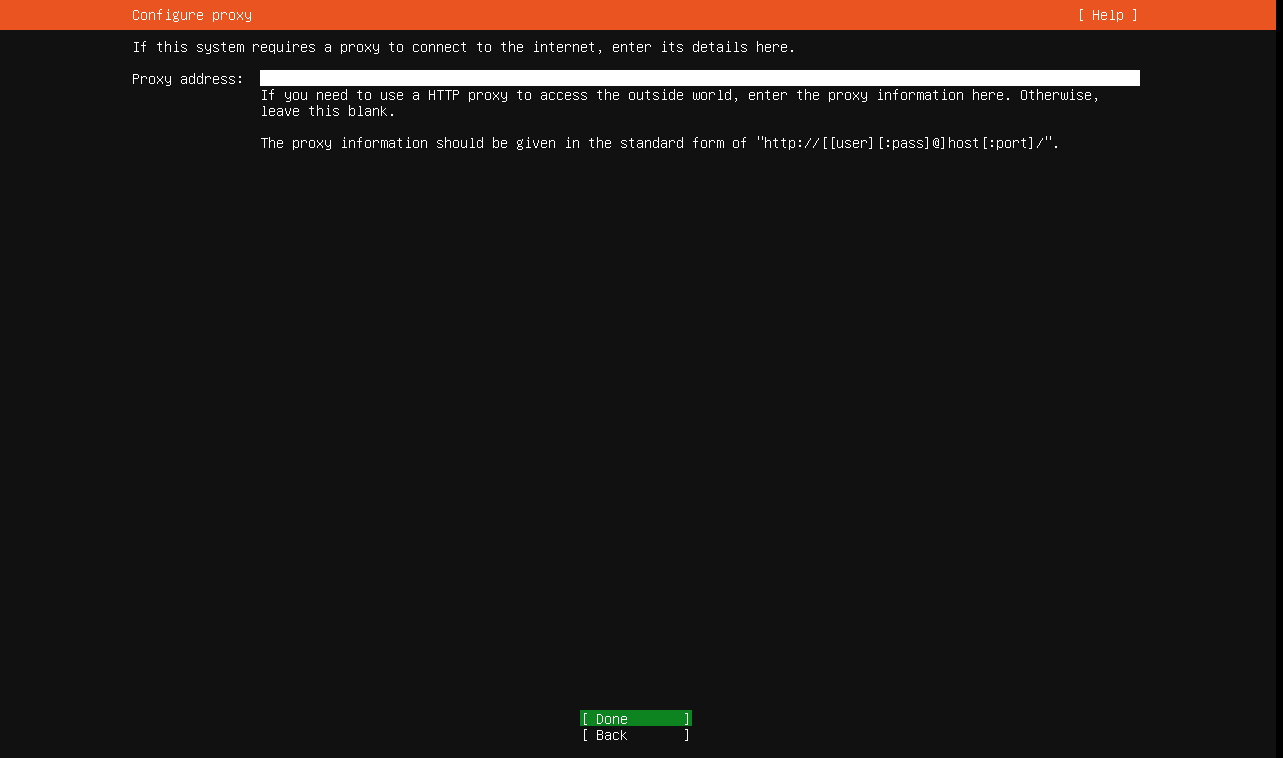 Configure proxy [ Help ]
If this system requires a proxy to connect to the internet, enter its details here.
Proxy address:
If you need to use a HTTP proxy to access the outside world, enter the proxy information here. Otherwise,
leave this blank.
The proxy information should be given in the standard form of "http://[[user][:pass]@]host[:port]/".
[ Done ]
[ Back ]